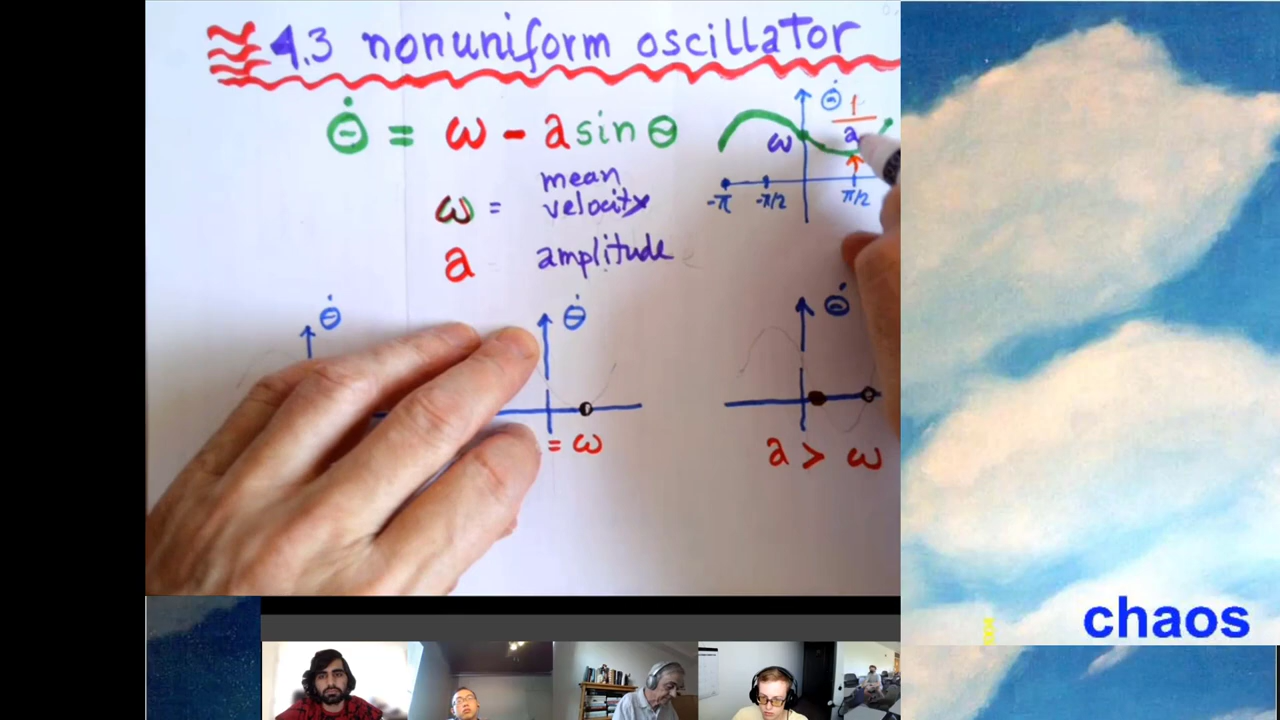 4.3 nonuniform oscillator
Θ̇ = ω - a sin Θ
Θ̇
ω
a
-π -π/2 π/2
ω = mean velocity
a amplitude
Θ̇
Θ̇
Θ̇
= ω
a > ω
chaos